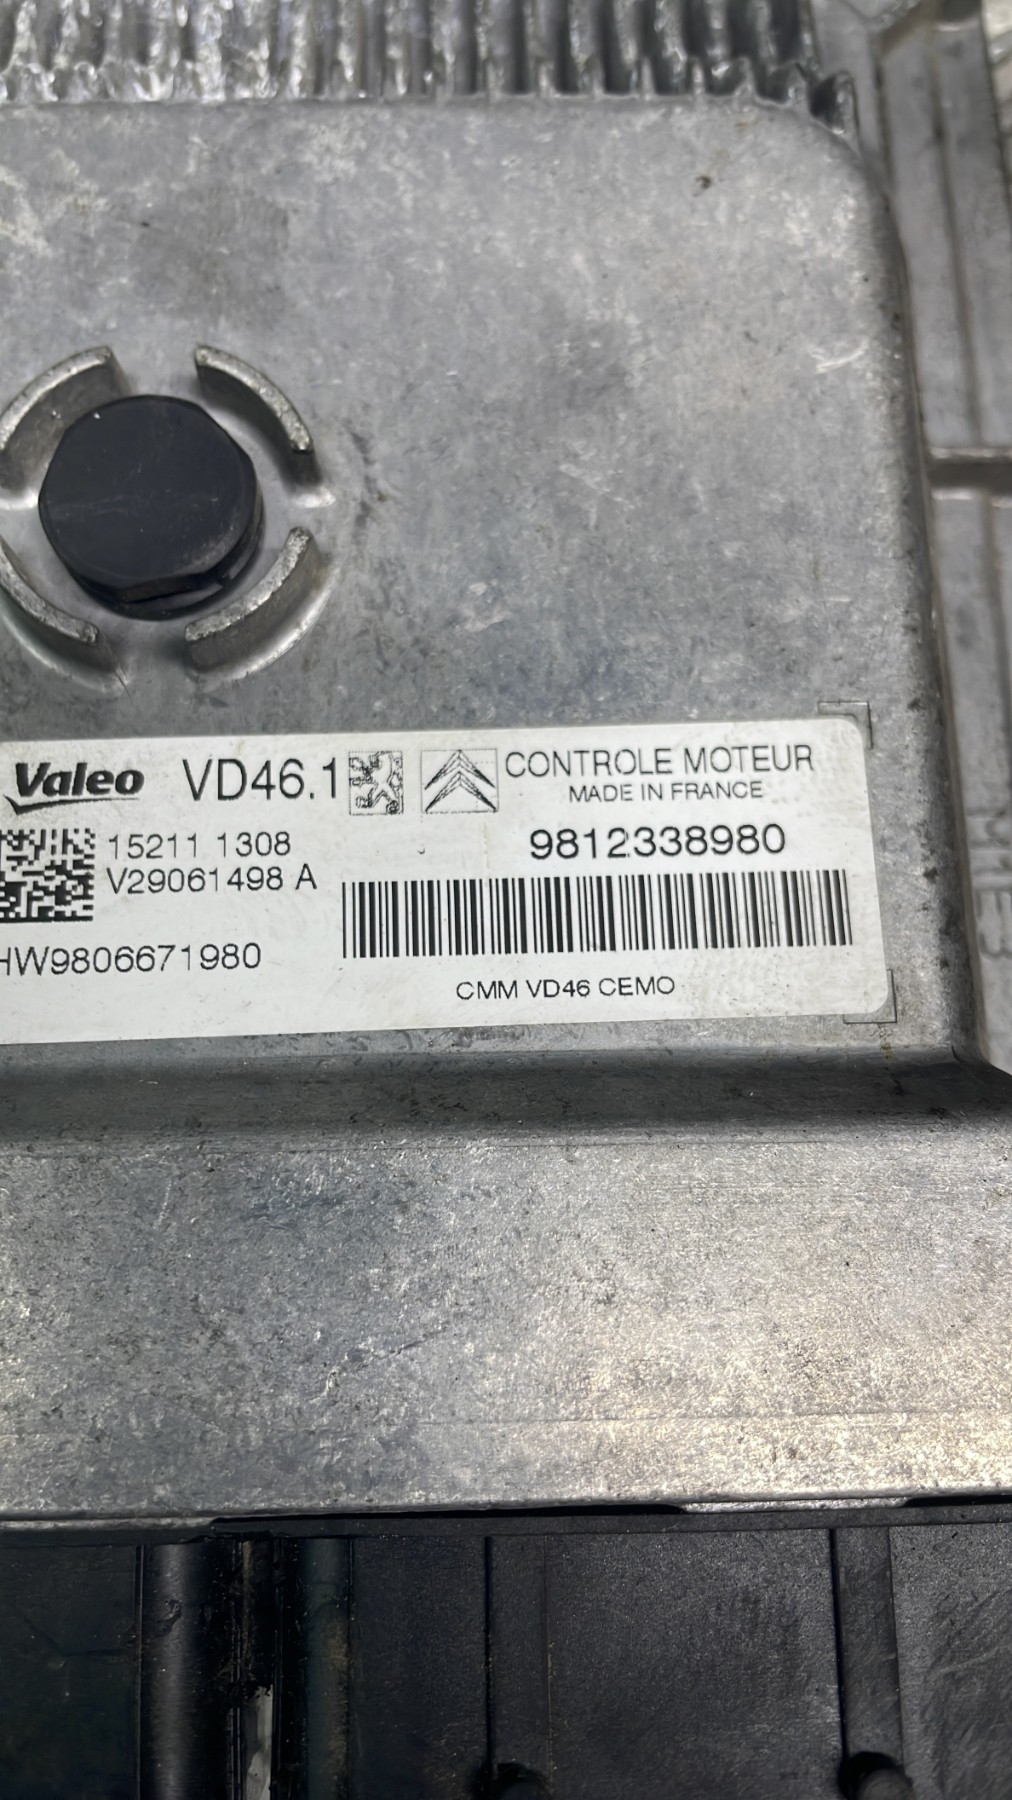 Valeo VD46.1 CONTROLE MOTEUR
MADE IN FRANCE
15211 1308
9812338980
V29061498 A
HW9806671980
CMM VD46 CEMO